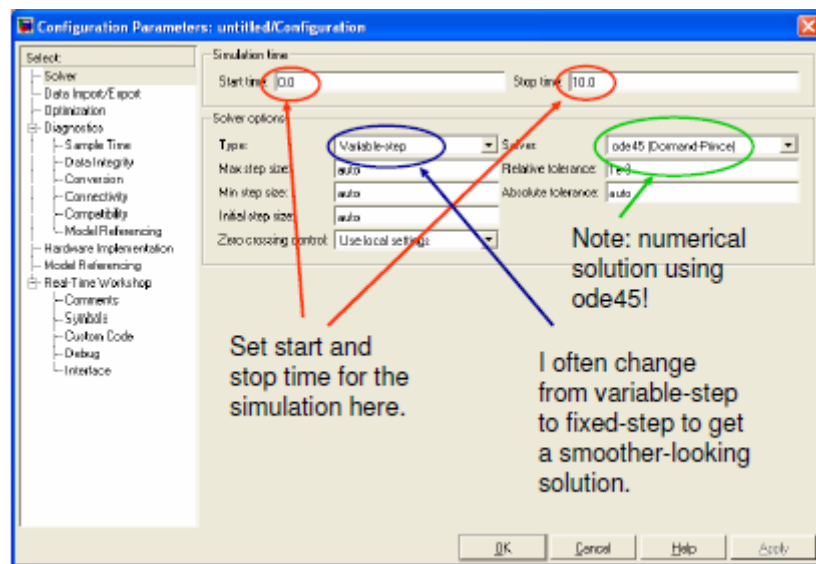 Configuration Parameters: untitled/Configuration
Select:
Solver
Data Import/Export
Optimization
Diagnostics
Sample Time
Data Integrity
Conversion
Connectivity
Compatibility
Model Referencing
Hardware Implementation
Model Referencing
Real-Time Workshop
Comments
Symbols
Custom Code
Debug
Interface
Simulation time
Start time: 0.0
Stop time: 10.0
Solver options
Type: Variable-step
Solver: ode45 (Dormand-Prince)
Max step size: auto
Relative tolerance: 1e-3
Min step size: auto
Absolute tolerance: auto
Initial step size: auto
Zero crossing control: Use local settings
Note: numerical
solution using
ode45!
Set start and
stop time for the
simulation here.
I often change
from variable-step
to fixed-step to get
a smoother-looking
solution.
OK
Cancel
Help
Apply